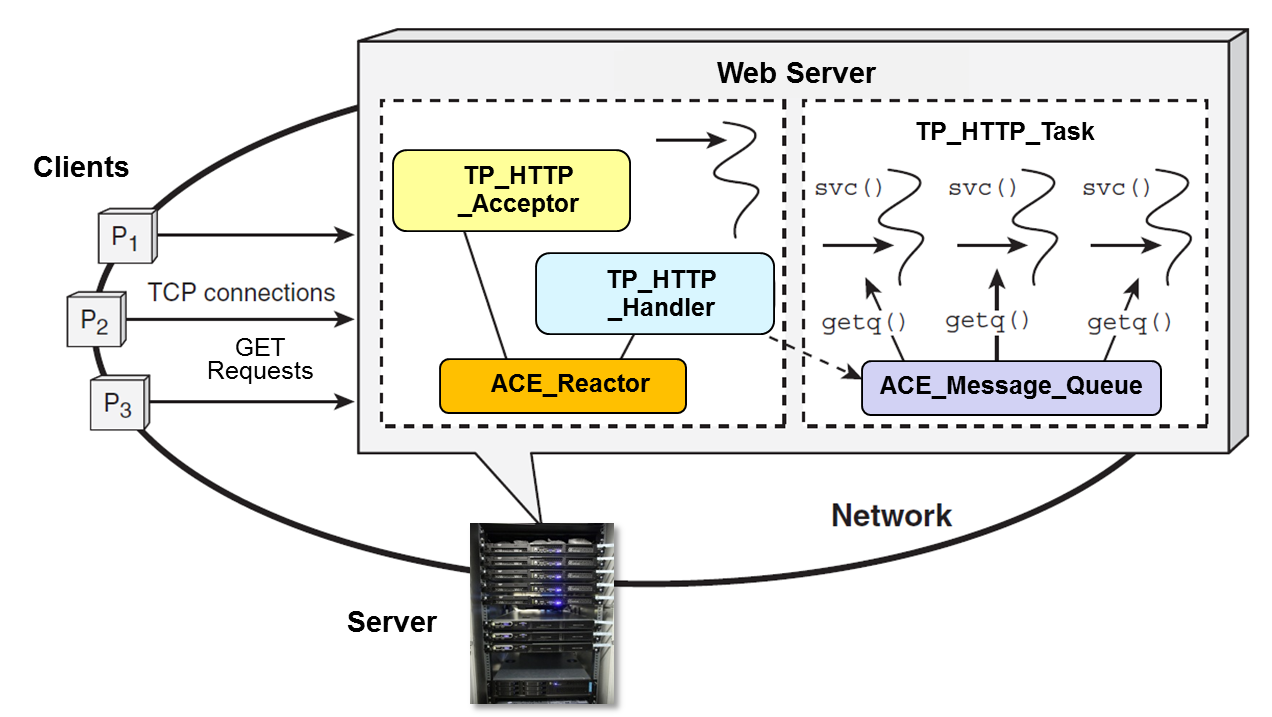 Web Server
Clients
TP_HTTP
_Acceptor
TP_HTTP_Task
svc() svc() svc()
P1
TP_HTTP
_Handler
TCP connections
P2
getq() getq() getq()
GET
Requests
P3
ACE_Reactor
ACE_Message_Queue
Network
Server